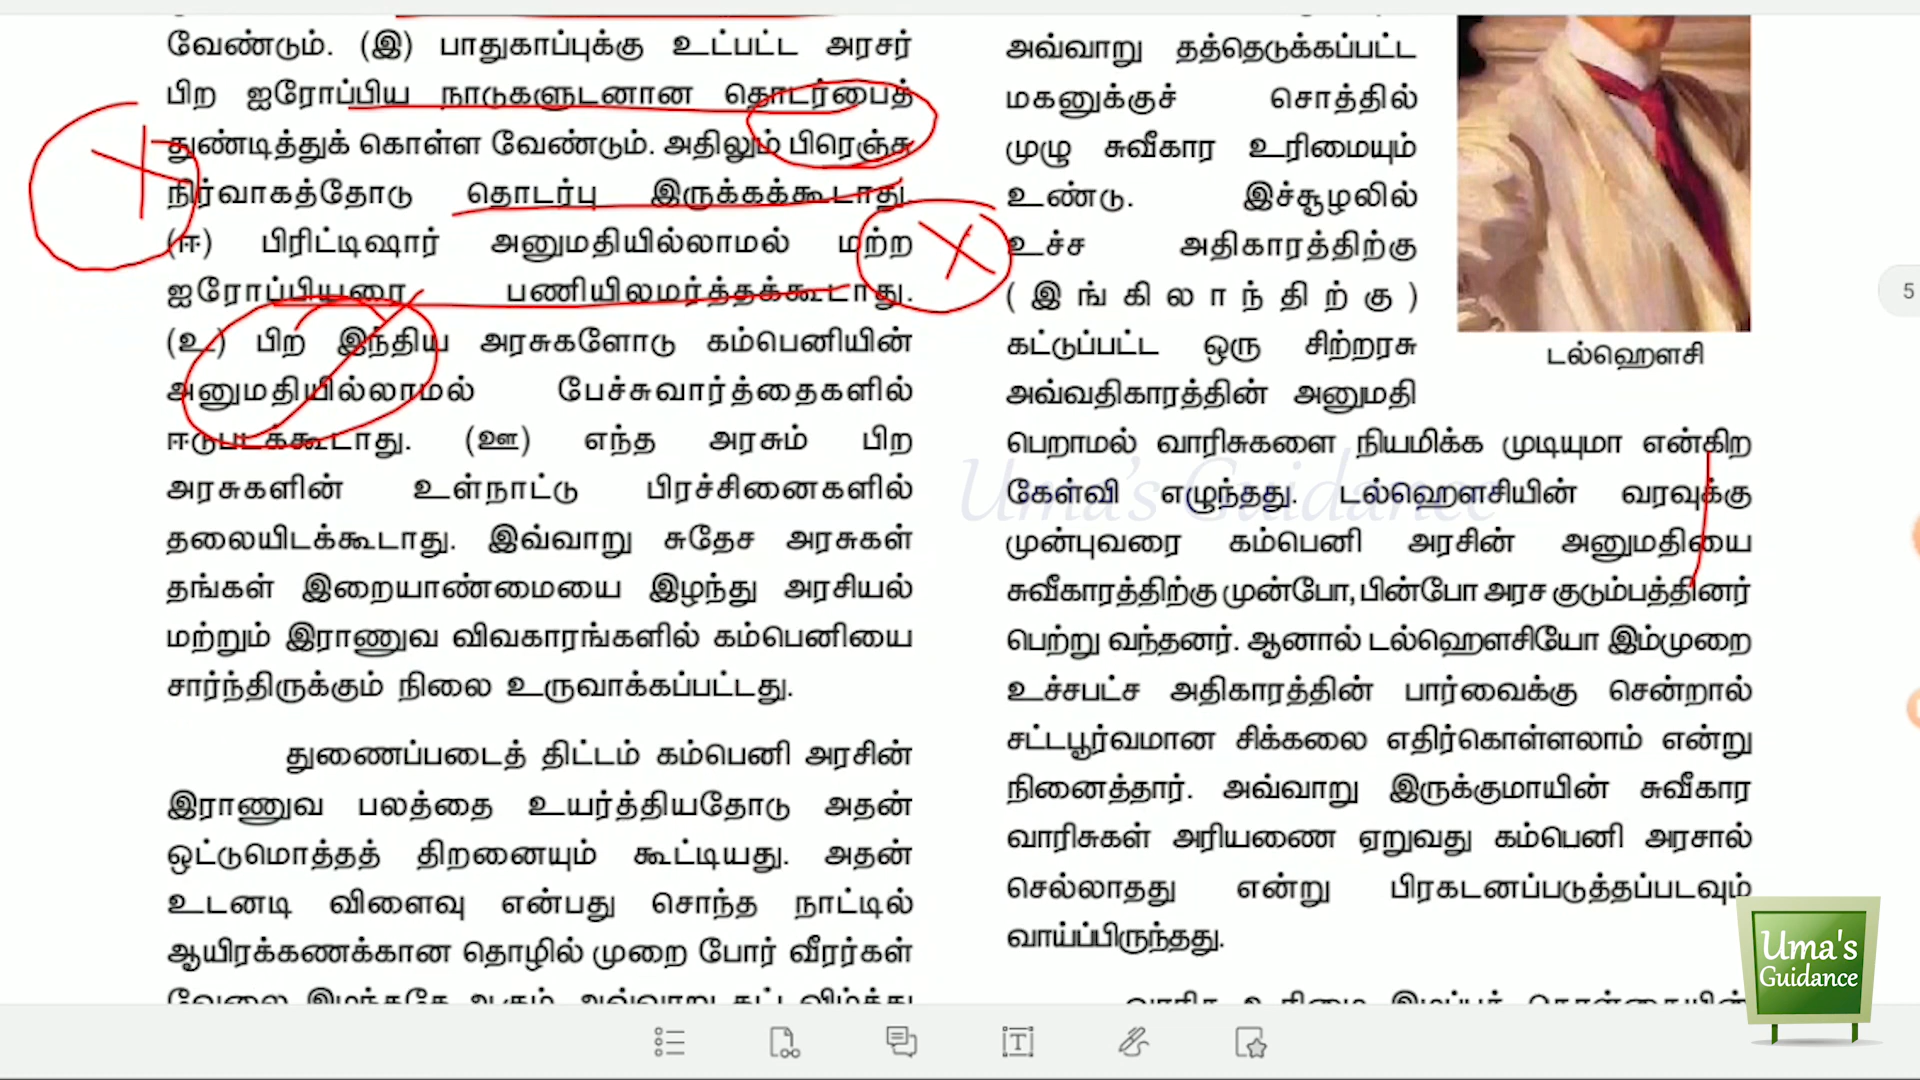 வேண்டும். (இ) பாதுகாப்புக்கு உட்பட்ட அரசர்
பிற ஐரோப்பிய நாடுகளுடனான தொடர்பைத்
துண்டித்துக் கொள்ள வேண்டும். அதிலும் பிரெஞ்சு
நிர்வாகத்தோடு தொடர்பு இருக்கக்கூடாது.
(ஈ) பிரிட்டிஷார் அனுமதியில்லாமல் மற்ற
ஐரோப்பியரை பணியிலமர்த்தக்கூடாது.
(உ) பிற இந்திய அரசுகளோடு கம்பெனியின்
அனுமதியில்லாமல் பேச்சுவார்த்தைகளில்
ஈடுபடக்கூடாது. (ஊ) எந்த அரசும் பிற
அரசுகளின் உள்நாட்டு பிரச்சினைகளில்
தலையிடக்கூடாது. இவ்வாறு சுதேச அரசுகள்
தங்கள் இறையாண்மையை இழந்து அரசியல்
மற்றும் இராணுவ விவகாரங்களில் கம்பெனியை
சார்ந்திருக்கும் நிலை உருவாக்கப்பட்டது.
துணைப்படைத் திட்டம் கம்பெனி அரசின்
இராணுவ பலத்தை உயர்த்தியதோடு அதன்
ஒட்டுமொத்தத் திறனையும் கூட்டியது. அதன்
உடனடி விளைவு என்பது சொந்த நாட்டில்
ஆயிரக்கணக்கான தொழில் முறை போர் வீரர்கள்
அவ்வாறு தத்தெடுக்கப்பட்ட
மகனுக்குச் சொத்தில்
முழு சுவீகார உரிமையும்
உண்டு. இச்சூழலில்
உச்ச அதிகாரத்திற்கு
(இங்கிலாந்திற்கு)
கட்டுப்பட்ட ஒரு சிற்றரசு
அவ்வதிகாரத்தின் அனுமதி
பெறாமல் வாரிசுகளை நியமிக்க முடியுமா என்கிற
கேள்வி எழுந்தது. டல்ஹௌசியின் வரவுக்கு
முன்புவரை கம்பெனி அரசின் அனுமதியை
சுவீகாரத்திற்கு முன்போ, பின்போ அரச குடும்பத்தினர்
பெற்று வந்தனர். ஆனால் டல்ஹௌசியோ இம்முறை
உச்சபட்ச அதிகாரத்தின் பார்வைக்கு சென்றால்
சட்டபூர்வமான சிக்கலை எதிர்கொள்ளலாம் என்று
நினைத்தார். அவ்வாறு இருக்குமாயின் சுவீகார
வாரிசுகள் அரியணை ஏறுவது கம்பெனி அரசால்
செல்லாதது என்று பிரகடனப்படுத்தப்படவும்
வாய்ப்பிருந்தது.
டல்ஹௌசி
5
Uma's Guidance
Uma's
Guidance